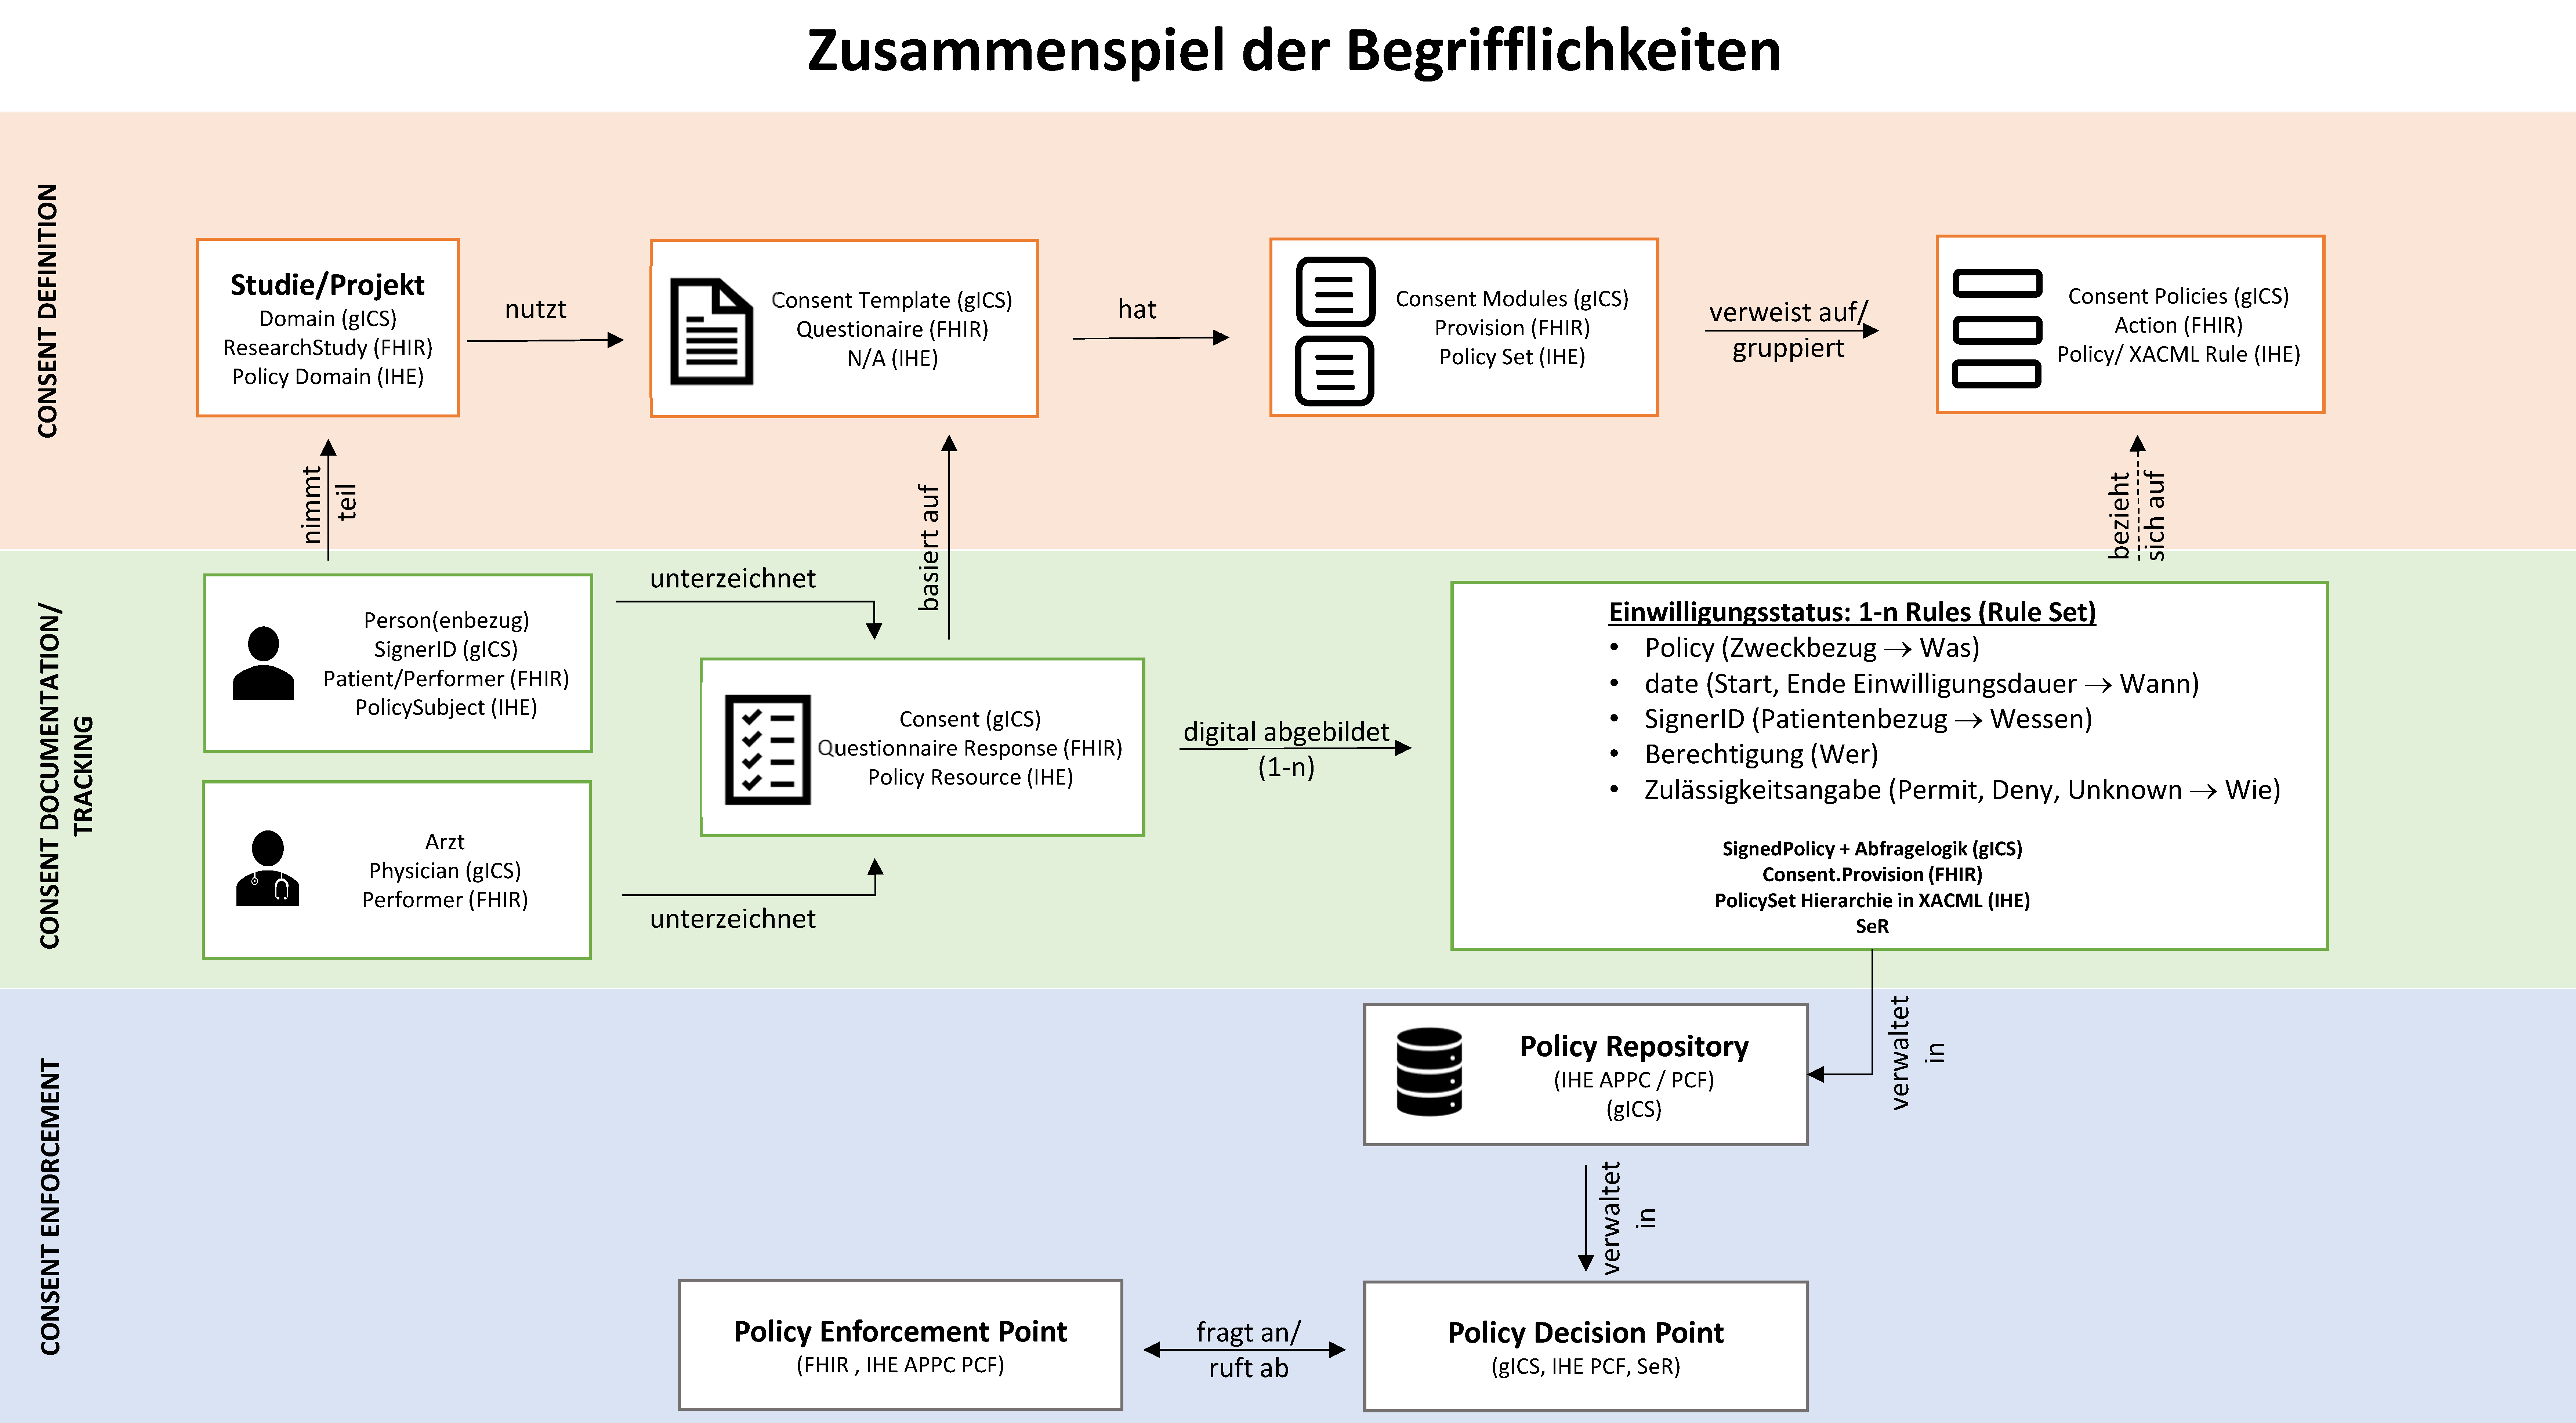 Zusammenspiel der Begrifflichkeiten
CONSENT DEFINITION
Studie/Projekt
Domain (gICS)
ResearchStudy (FHIR)
Policy Domain (IHE)
nutzt
Consent Template (gICS)
Questionaire (FHIR)
N/A (IHE)
hat
Consent Modules (gICS)
Provision (FHIR)
Policy Set (IHE)
verweist auf/
gruppiert
Consent Policies (gICS)
Action (FHIR)
Policy/ XACML Rule (IHE)
nimmt
teil
basiert auf
bezieht
sich auf
CONSENT DOCUMENTATION/
TRACKING
Person(enbezug)
SignerID (gICS)
Patient/Performer (FHIR)
PolicySubject (IHE)
unterzeichnet
Arzt
Physician (gICS)
Performer (FHIR)
unterzeichnet
Consent (gICS)
Questionnaire Response (FHIR)
Policy Resource (IHE)
digital abgebildet
(1-n)
Einwilligungsstatus: 1-n Rules (Rule Set)
• Policy (Zweckbezug → Was)
• date (Start, Ende Einwilligungsdauer → Wann)
• SignerID (Patientenbezug → Wessen)
• Berechtigung (Wer)
• Zulässigkeitsangabe (Permit, Deny, Unknown → Wie)
SignedPolicy + Abfragelogik (gICS)
Consent.Provision (FHIR)
PolicySet Hierarchie in XACML (IHE)
SeR
CONSENT ENFORCEMENT
verwaltet
in
Policy Repository
(IHE APPC / PCF)
(gICS)
verwaltet
in
Policy Enforcement Point
(FHIR , IHE APPC PCF)
fragt an/
ruft ab
Policy Decision Point
(gICS, IHE PCF, SeR)